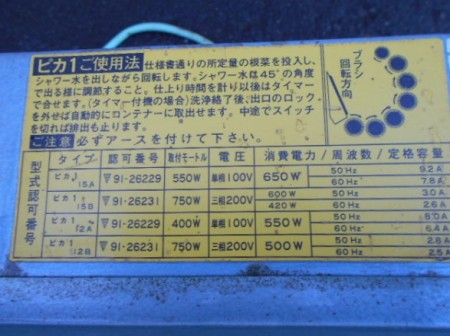 ピカ1ご使用法 仕様書通りの所定量の根菜を投入し、
シャワー水を出しながら回転します。シャワー水は45°の角度
で出る様に調節すること。仕上り時間を計り以後はタイマー
で合せます。(タイマー付機の場合)洗浄終了後、出口のロック
を外せば自動的にコンテナーに取出せます。中途でスイッチ
を切れば排出も止ります。
ご注意 必ずアースを付けて下さい。
ブラシ
回転方向
型式認可番号
タイプ 認可番号 取付モートル 電圧 消費電力/周波数/定格容量
ピカ1 15A ▽91-26229 550W 単相100V 650W 50Hz 9.2A
60Hz 7.8A
ピカ1 15B ▽91-26231 750W 三相200V 600W 50Hz 3.0A
420W 60Hz 2.6A
ピカ1 12A ▽91-26229 400W 単相100V 550W 50Hz 8.0A
60Hz 6.4A
ピカ1 12B ▽91-26231 750W 三相200V 500W 50Hz 2.8A
60Hz 2.5A